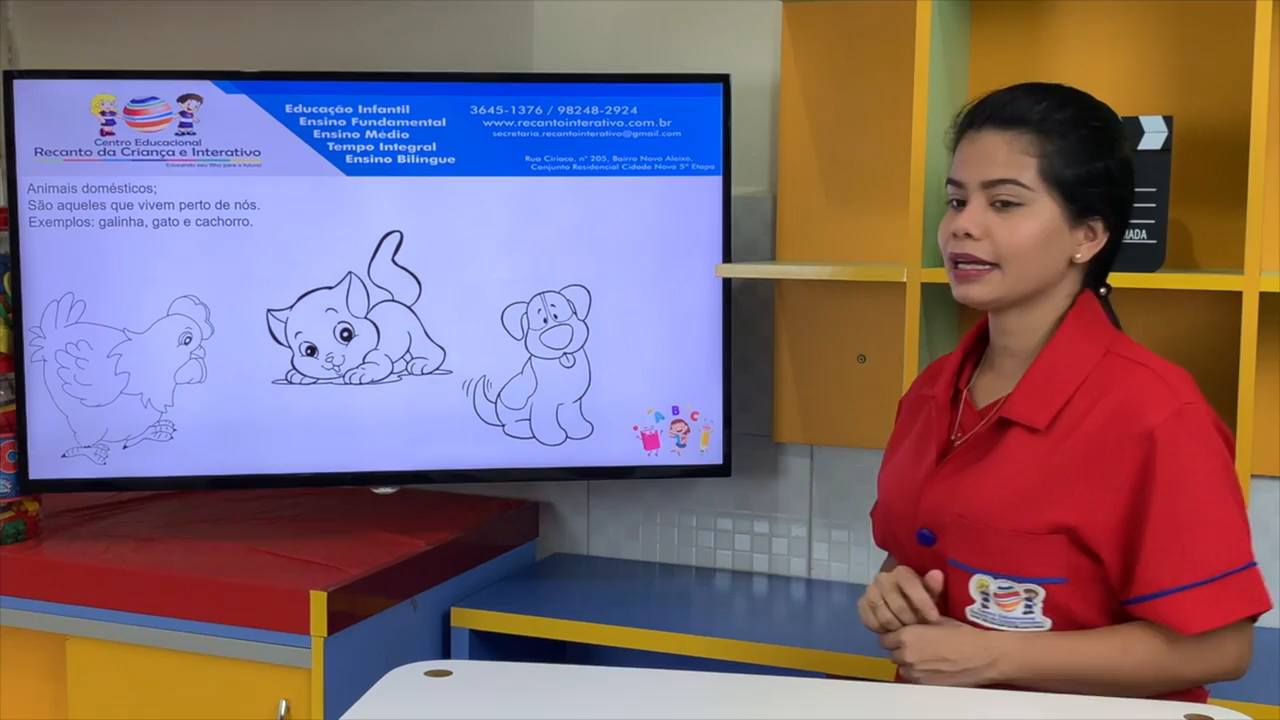 Centro Educacional
Recanto da Criança e Interativo
Educando seu filho para o futuro!
Educação Infantil
Ensino Fundamental
Ensino Médio
Tempo Integral
Ensino Bilíngue
3645-1376 / 98248-2924
www.recantointerativo.com.br
secretaria.recantointerativo@gmail.com
Rua Ciriaco, nº 205, Bairro Novo Aleixo,
Conjunto Residencial Cidade Nova 5ª Etapa
Animais domésticos;
São aqueles que vivem perto de nós.
Exemplos: galinha, gato e cachorro.
A B C